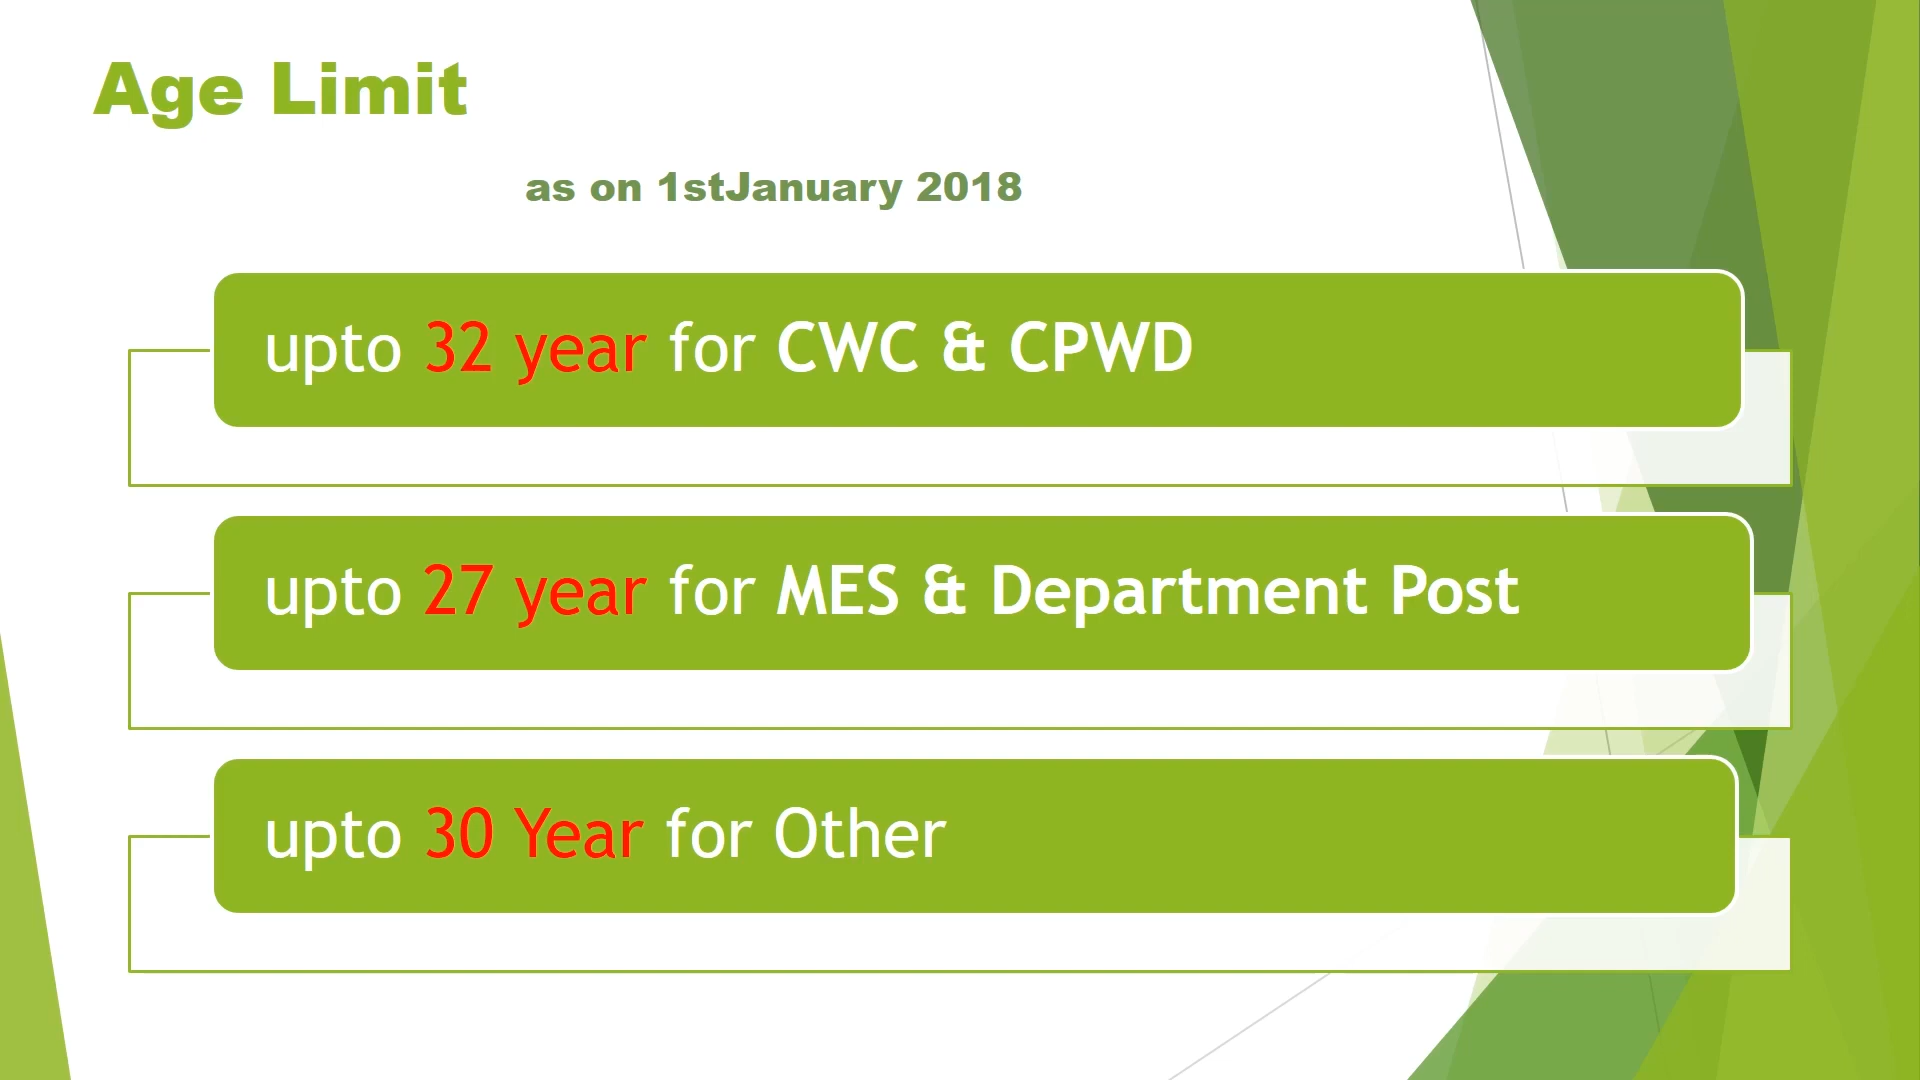 Age Limit
as on 1stJanuary 2018
upto 32 year for CWC & CPWD
upto 27 year for MES & Department Post
upto 30 Year for Other